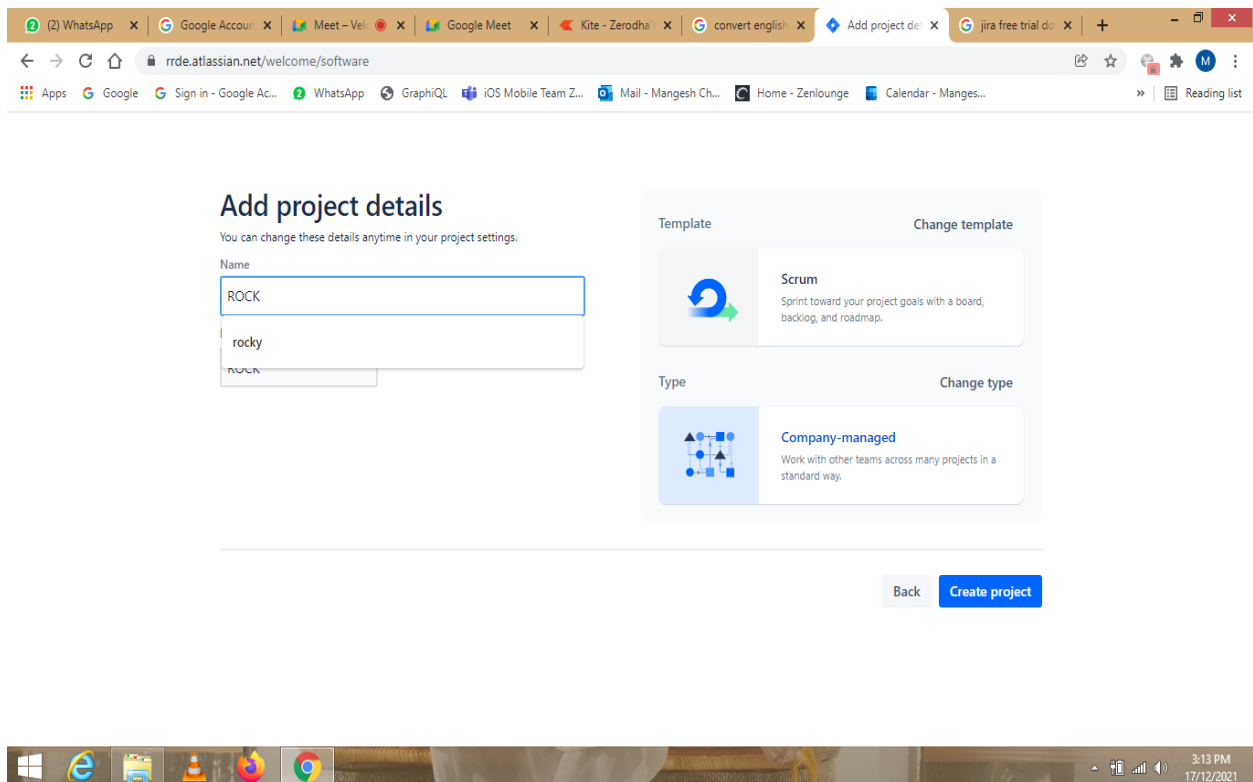 (2) WhatsApp
Google Accoun
Meet – Velo
Google Meet
Kite - Zerodha's
convert english
Add project det
jira free trial do
rrde.atlassian.net/welcome/software
M
Apps
Google
Sign in - Google Ac...
WhatsApp
GraphiQL
iOS Mobile Team Z...
Mail - Mangesh Ch...
Home - Zenlounge
Calendar - Manges...
»
Reading list
Add project details
You can change these details anytime in your project settings.
Name
ROCK
rocky
ROCK
Template
Change template
Scrum
Sprint toward your project goals with a board,
backlog, and roadmap.
Type
Change type
Company-managed
Work with other teams across many projects in a
standard way.
Back
Create project
3:13 PM
17/12/2021